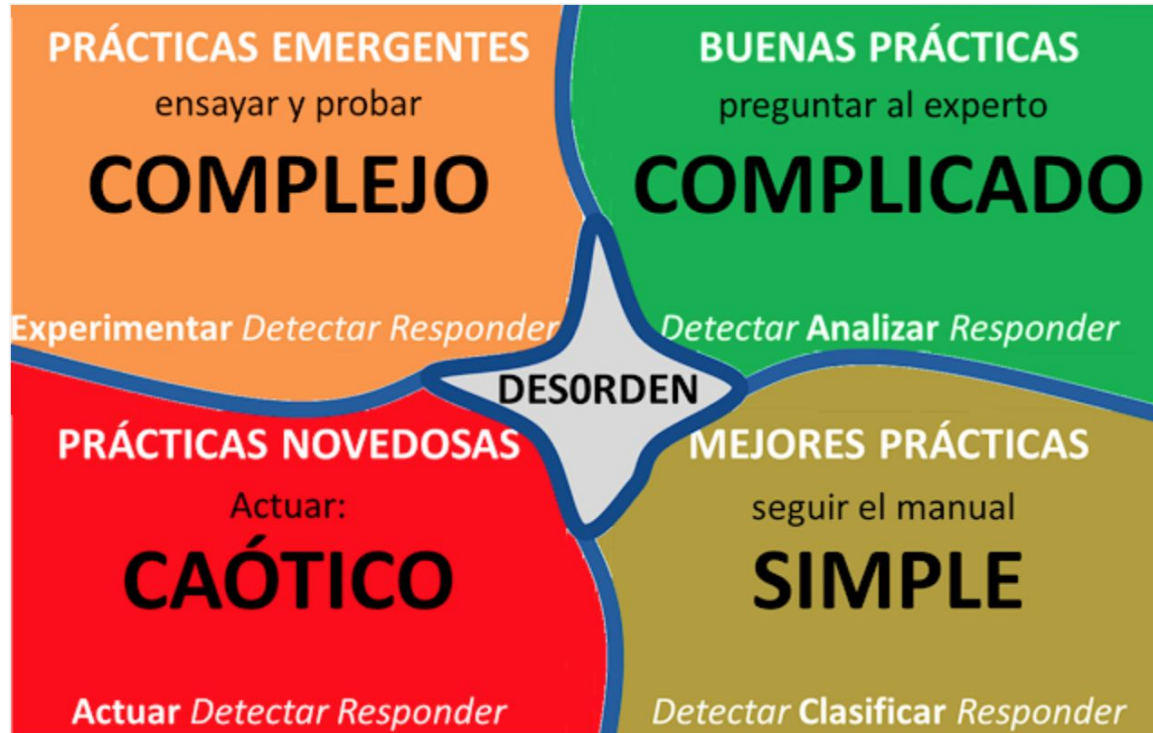 PRÁCTICAS EMERGENTES
ensayar y probar
COMPLEJO
Experimentar Detectar Responder
BUENAS PRÁCTICAS
preguntar al experto
COMPLICADO
Detectar Analizar Responder
DES0RDEN
PRÁCTICAS NOVEDOSAS
Actuar:
CAÓTICO
Actuar Detectar Responder
MEJORES PRÁCTICAS
seguir el manual
SIMPLE
Detectar Clasificar Responder